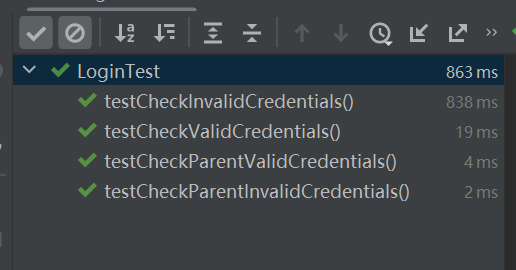 LoginTest 863 ms
testCheckInvalidCredentials() 838 ms
testCheckValidCredentials() 19 ms
testCheckParentValidCredentials() 4 ms
testCheckParentInvalidCredentials() 2 ms